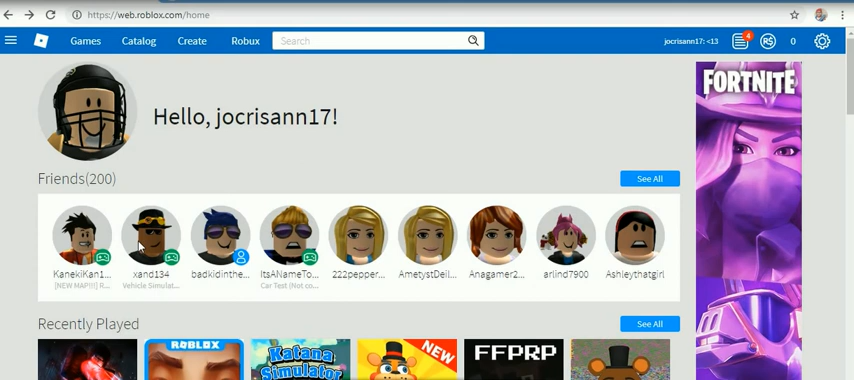 https://web.roblox.com/home
Games Catalog Create Robux Search jocrisann17: <13 4 R$ 0
FORTNITE
Hello, jocrisann17!
Friends(200) See All
KanekiKan1... xand134 badkidinthe... ItsANameTo... 222pepper... AmetystDeil... Anagamer2... arlind7900 Ashleythatgirl
[NEW MAP!!!] R... Vehicle Simulat... Car Test (Not co...
Recently Played See All
ROBLOX
Katana
Simulator
NEW
FFPRP